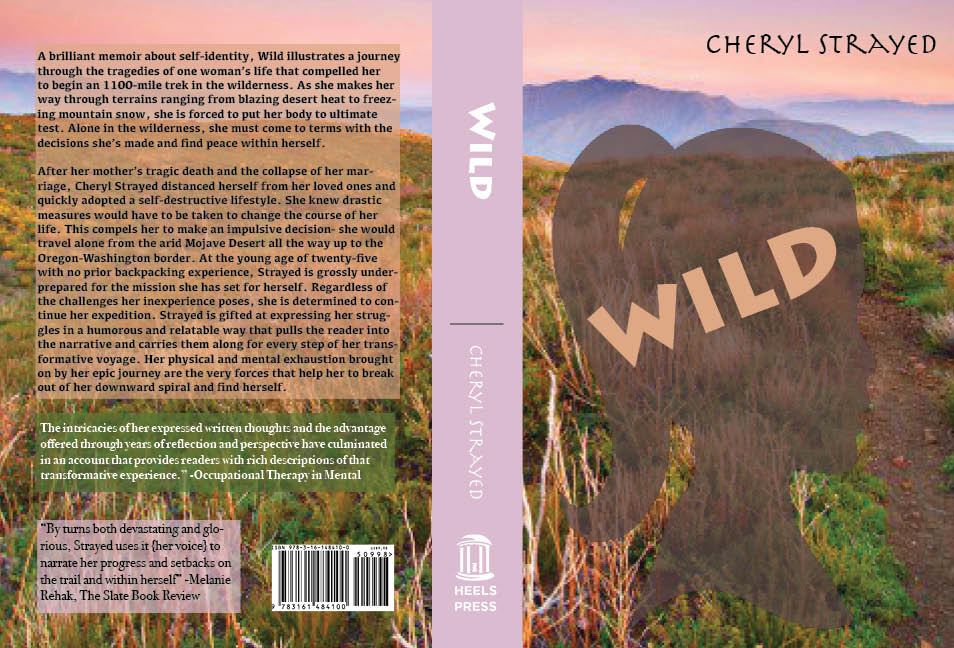 A brilliant memoir about self-identity, Wild illustrates a journey
through the tragedies of one woman's life that compelled her
to begin an 1100-mile trek in the wilderness. As she makes her
way through terrains ranging from blazing desert heat to freez-
ing mountain snow, she is forced to put her body to ultimate
test. Alone in the wilderness, she must come to terms with the
decisions she's made and find peace within herself.
After her mother's tragic death and the collapse of her mar-
riage, Cheryl Strayed distanced herself from her loved ones and
quickly adopted a self-destructive lifestyle. She knew drastic
measures would have to be taken to change the course of her
life. This compels her to make an impulsive decision- she would
travel alone from the arid Mojave Desert all the way up to the
Oregon-Washington border. At the young age of twenty-five
with no prior backpacking experience, Strayed is grossly under-
prepared for the mission she has set for herself. Regardless of
the challenges her inexperience poses, she is determined to con-
tinue her expedition. Strayed is gifted at expressing her strug-
gles in a humorous and relatable way that pulls the reader into
the narrative and carries them along for every step of her trans-
formative voyage. Her physical and mental exhaustion brought
on by her epic journey are the very forces that help her to break
out of her downward spiral and find herself.
The intricacies of her expressed written thoughts and the advantage
offered through years of reflection and perspective have culminated
in an account that provides readers with rich descriptions of that
transformative experience." -Occupational Therapy in Mental
"By turns both devastating and glo-
rious, Strayed uses it {her voice} to
narrate her progress and setbacks on
the trail and within herself" -Melanie
Rehak, The Slate Book Review
ISBN 978-3-16-148410-0
50998>
9 783161 484100
WILD
CHERYL STRAYED
HEELS
PRESS
CHERYL STRAYED
WILD